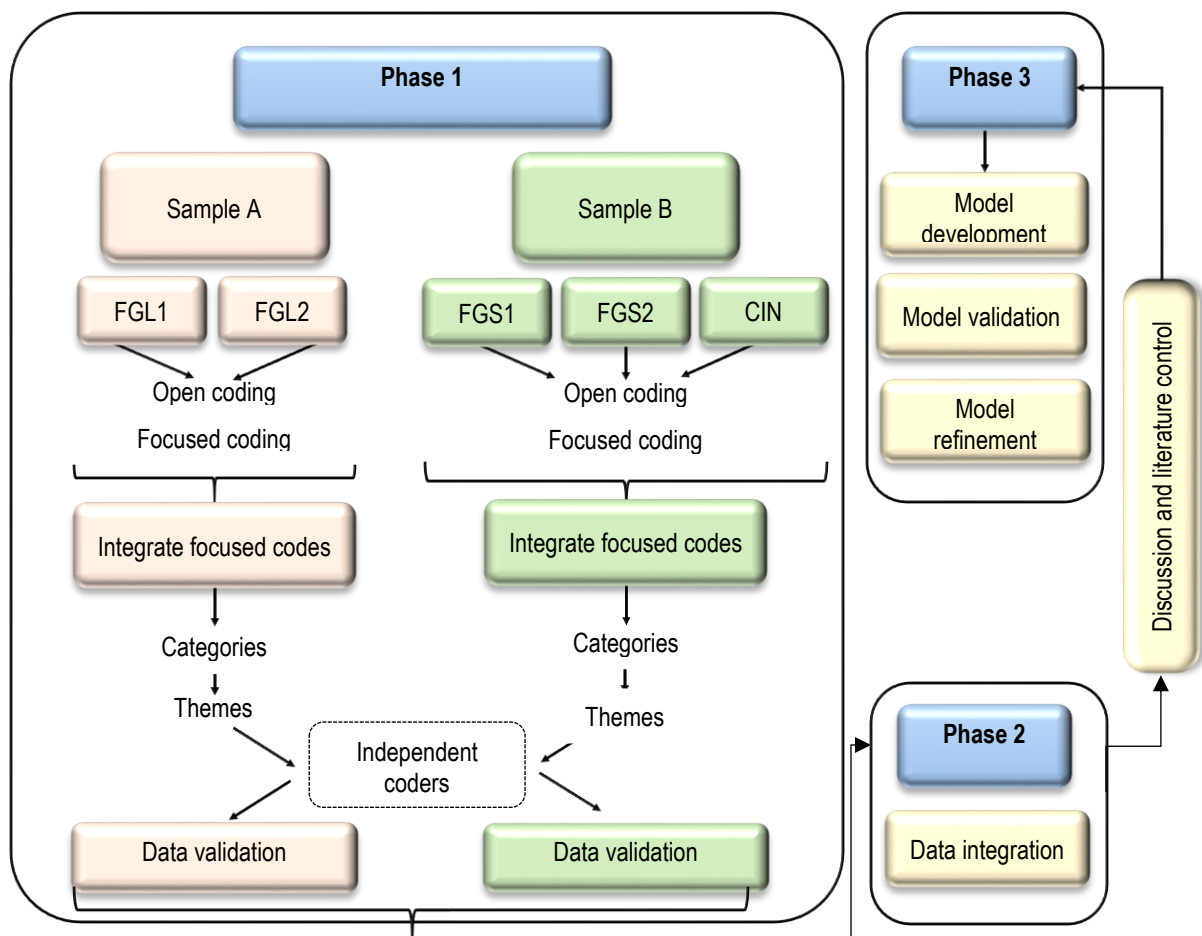 Phase 1
Sample A
Sample B
FGL1
FGL2
FGS1
FGS2
CIN
Open coding
Open coding
Focused coding
Focused coding
Integrate focused codes
Integrate focused codes
Categories
Categories
Themes
Themes
Independent
coders
Data validation
Data validation
Phase 3
Model
development
Model validation
Model
refinement
Discussion and literature control
Phase 2
Data integration